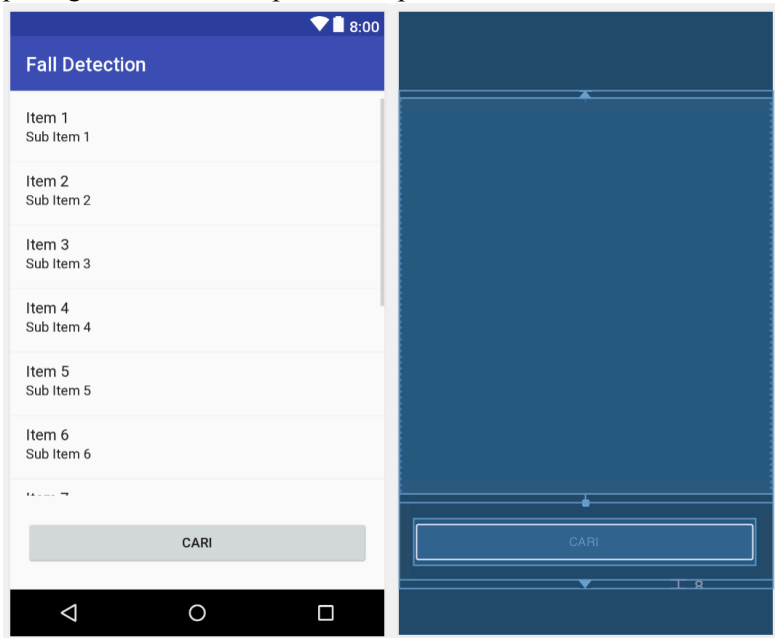 8:00
Fall Detection
Item 1
Sub Item 1
Item 2
Sub Item 2
Item 3
Sub Item 3
Item 4
Sub Item 4
Item 5
Sub Item 5
Item 6
Sub Item 6
CARI
CARI
8